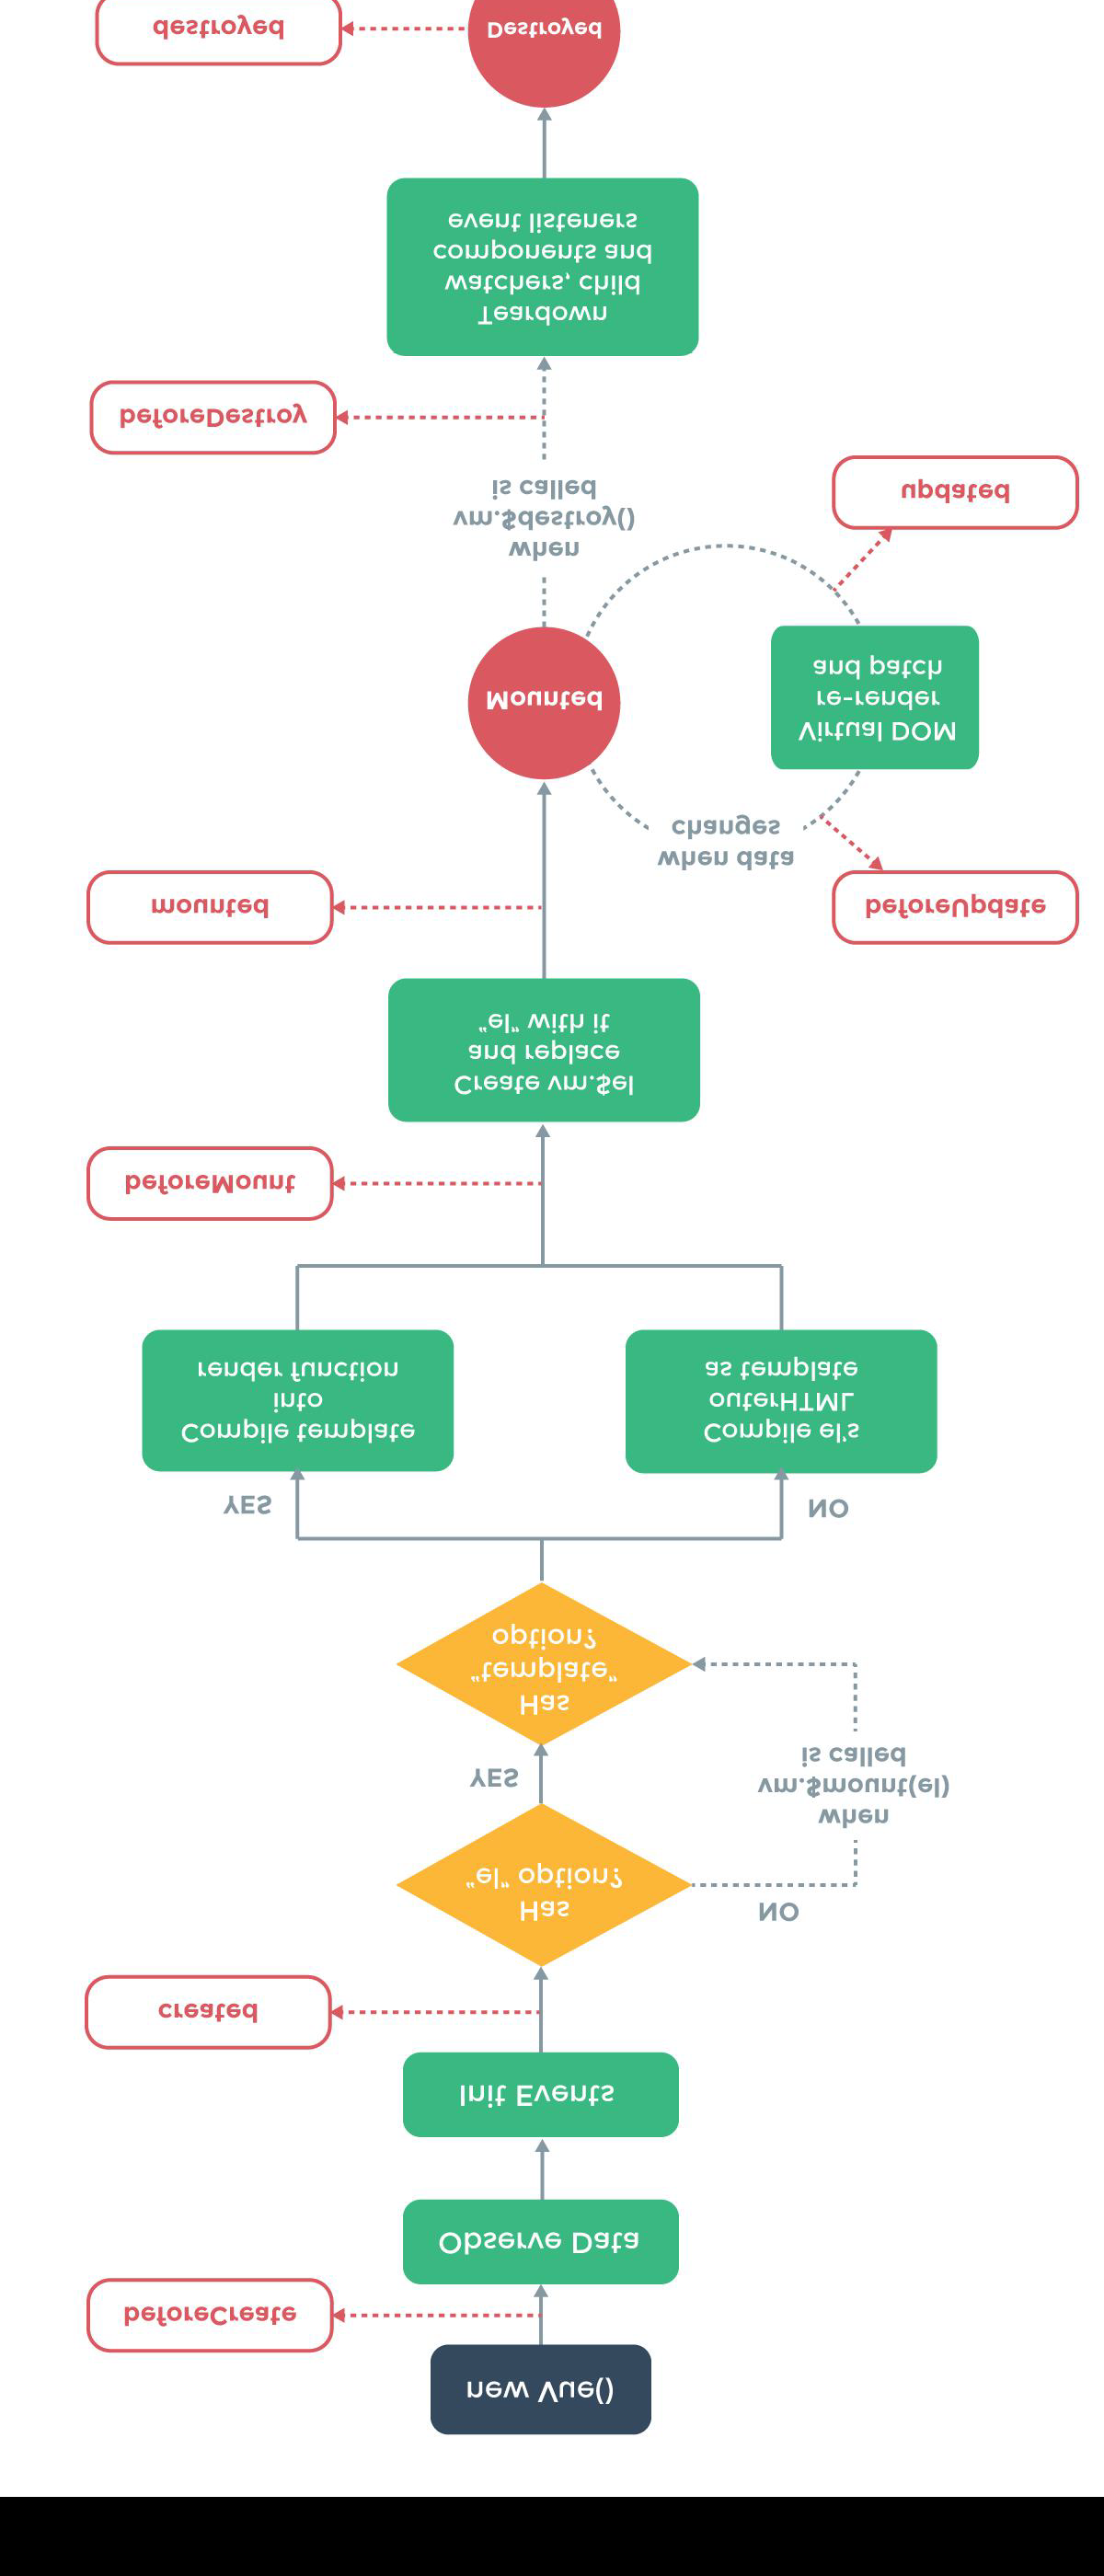 new Vue()
beforeCreate
Observe Data
Init Events
created
Has
"el" option?
NO
when
vm.$mount(el)
is called
YES
Has
"template"
option?
YES
NO
Compile template
into
render function
Compile el's
outerHTML
as template
beforeMount
Create vm.$el
and replace
"el" with it
mounted
beforeUpdate
when data
changes
Mounted
Virtual DOM
re-render
and patch
updated
when
vm.$destroy()
is called
beforeDestroy
Teardown
watchers, child
components and
event listeners
Destroyed
destroyed